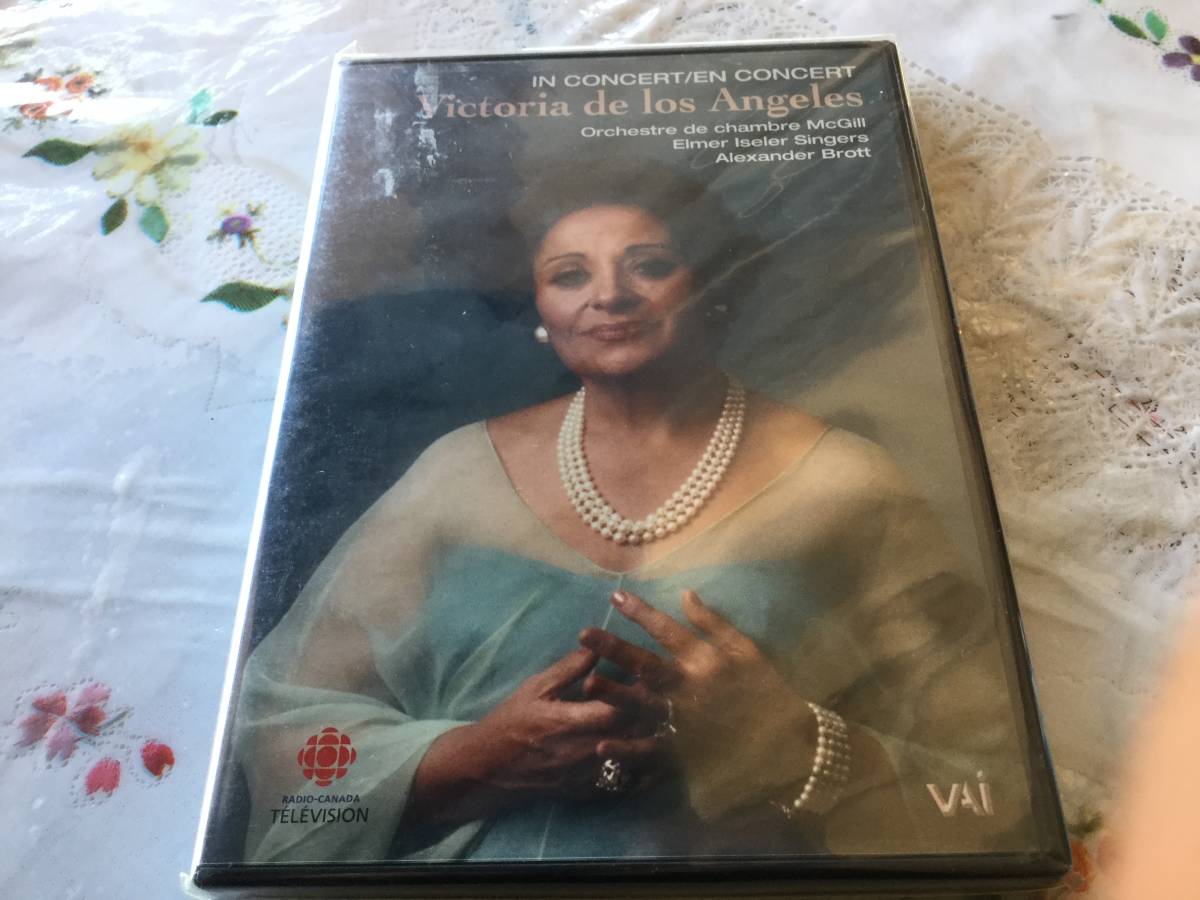 IN CONCERT/EN CONCERT
Victoria de los Angeles
Orchestre de chambre McGill
Elmer Iseler Singers
Alexander Brott
RADIO-CANADA
TÉLÉVISION
VAI